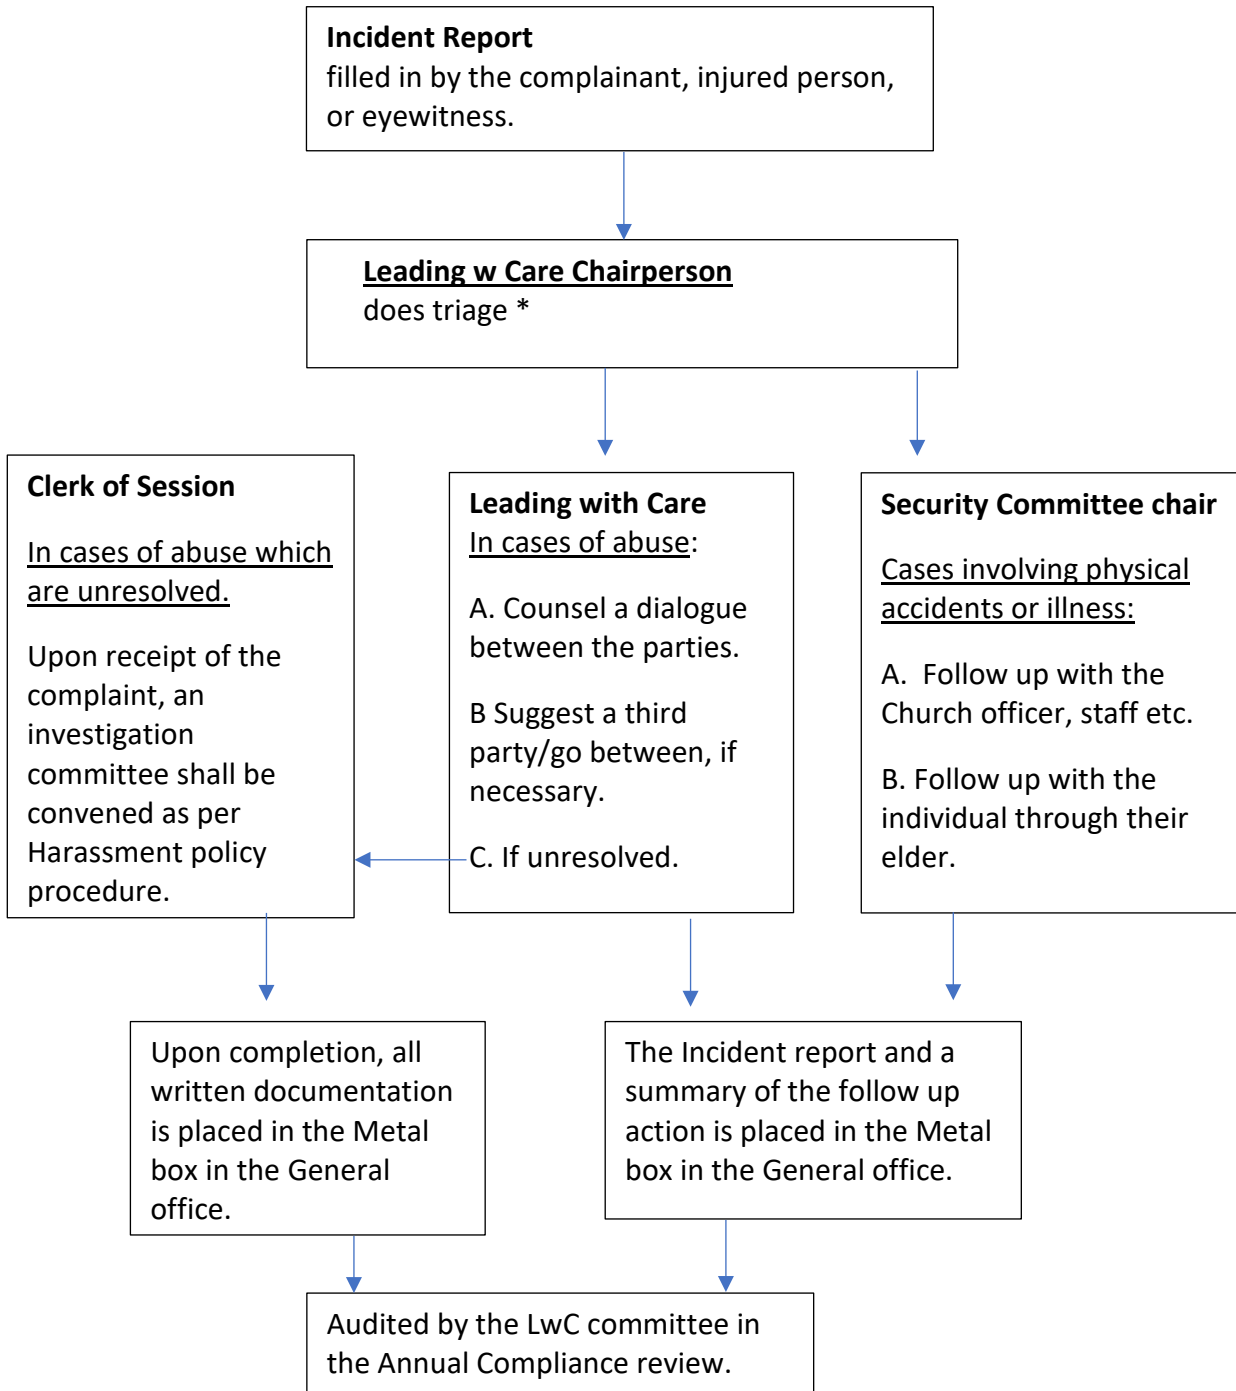 Incident Report
filled in by the complainant, injured person,
or eyewitness.
Leading w Care Chairperson
does triage *
Clerk of Session
In cases of abuse which
are unresolved.
Upon receipt of the
complaint, an
investigation
committee shall be
convened as per
Harassment policy
procedure.
Leading with Care
In cases of abuse:
A. Counsel a dialogue
between the parties.
B Suggest a third
party/go between, if
necessary.
C. If unresolved.
Security Committee chair
Cases involving physical
accidents or illness:
A.  Follow up with the
Church officer, staff etc.
B. Follow up with the
individual through their
elder.
Upon completion, all
written documentation
is placed in the Metal
box in the General
office.
The Incident report and a
summary of the follow up
action is placed in the Metal
box in the General office.
Audited by the LwC committee in
the Annual Compliance review.